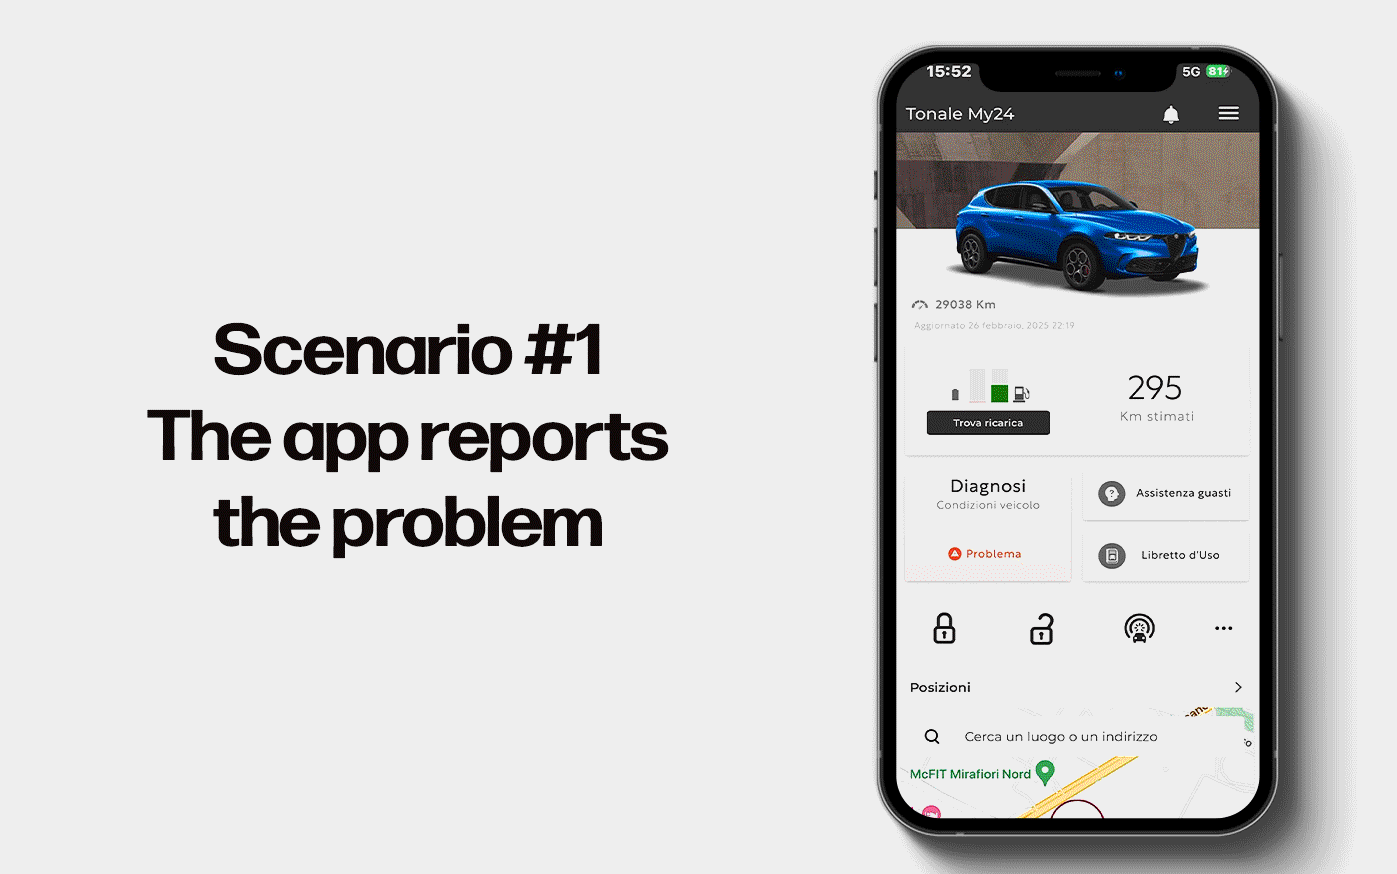 Scenario #1
The app reports
the problem
15:52
5G 81
Tonale My24
29038 Km
Aggiornato 26 febbraio, 2025 22:19
Trova ricarica
295
Km stimati
Diagnosi
Condizioni veicolo
Problema
Assistenza guasti
Libretto d'Uso
Posizioni
Cerca un luogo o un indirizzo
McFIT Mirafiori Nord